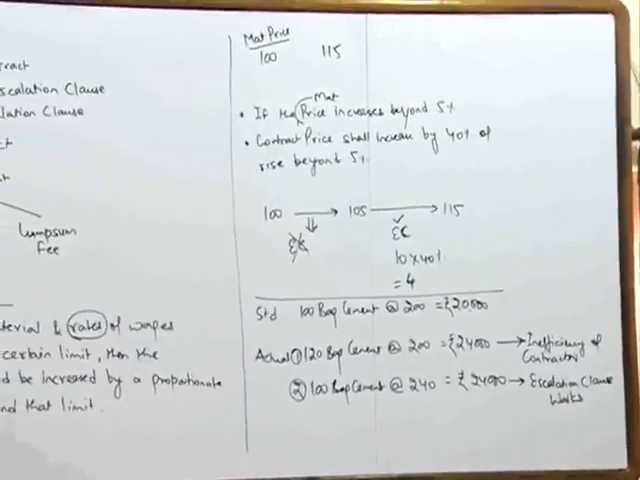 ract
scalation Clause
lation Clause
Lumpsum
Fee
terial & rates of wages
certain limit, then the
d be increased by a proportionate
nd that limit.
Mat Price
100 115
Mat
• If the Price increases beyond 5%
• Contract Price shall increase by 40% of
rise beyond 5%
100 → 105 → 115
EC EC
10 x 40%
= 4
Std 100 Bag Cement @ 200 = ₹20,000
Actual ① 120 Bag Cement @ 200 = ₹24000 → Inefficiency of
Contractor
② 100 Bag Cement @ 240 = ₹24000 → Escalation Clause
Works